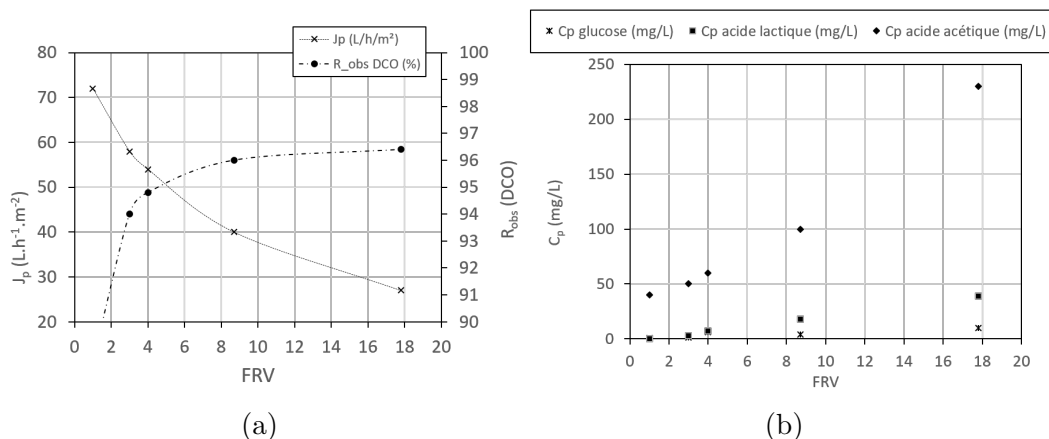 Jp (L/h/m²)
R_obs DCO (%)
80
70
60
50
40
30
20
100
99
98
97
96
95
94
93
92
91
90
0 2 4 6 8 10 12 14 16 18 20
J_p (L.h⁻¹.m⁻²)
R_obs (DCO)
FRV
(a)
Cp glucose (mg/L) Cp acide lactique (mg/L) Cp acide acétique (mg/L)
250
200
150
100
50
0
0 2 4 6 8 10 12 14 16 18 20
C_p (mg/L)
FRV
(b)